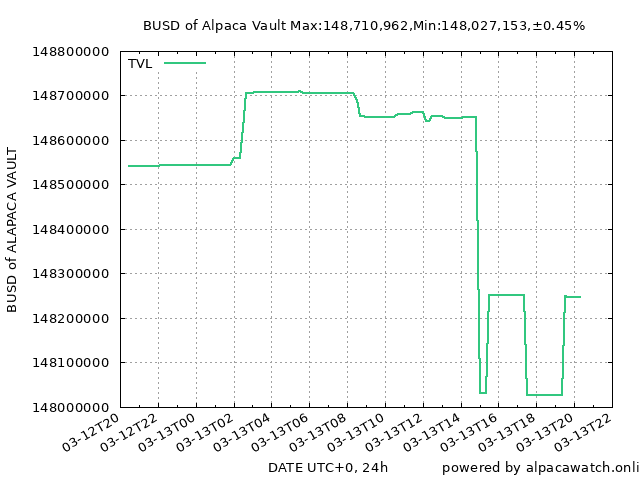 BUSD of Alpaca Vault Max:148,710,962,Min:148,027,153,±0.45%
TVL
148800000
148700000
148600000
148500000
148400000
148300000
148200000
148100000
148000000
BUSD of ALAPACA VAULT
03-12T20
03-12T22
03-13T00
03-13T02
03-13T04
03-13T06
03-13T08
03-13T10
03-13T12
03-13T14
03-13T16
03-13T18
03-13T20
03-13T22
DATE UTC+0, 24h
powered by alpacawatch.onli